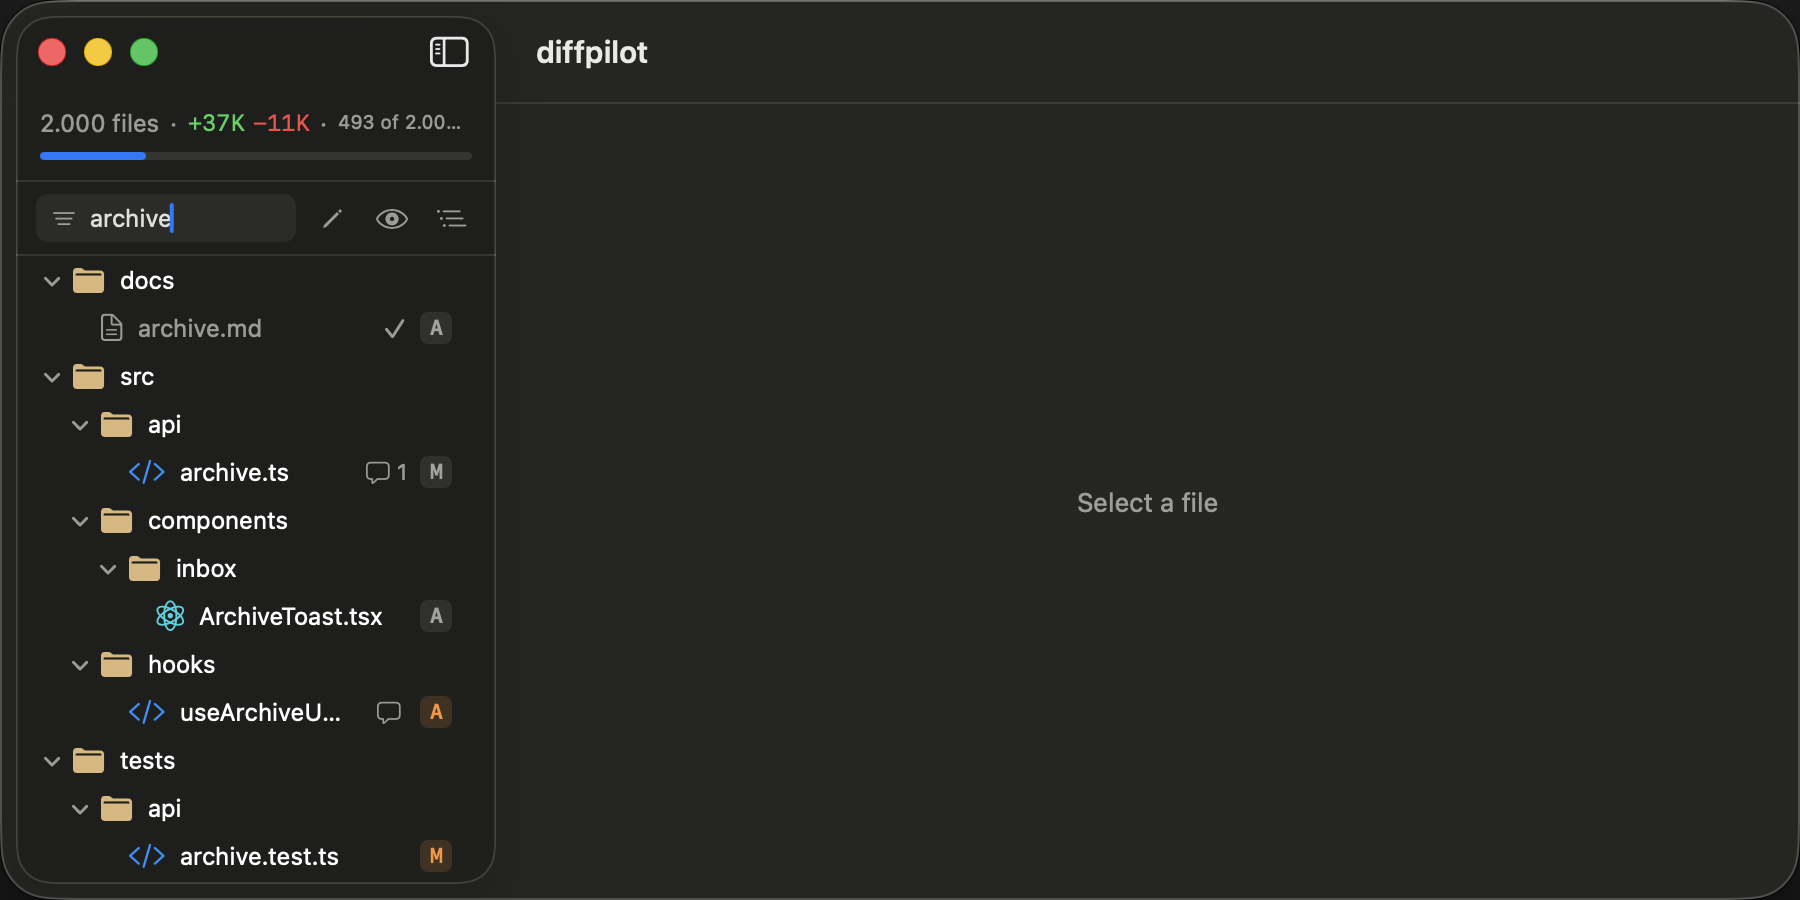 diffpilot
2.000 files · +37K −11K · 493 of 2.00…
archive
docs
archive.md A
src
api
archive.ts 1 M
components
inbox
ArchiveToast.tsx A
hooks
useArchiveU… A
tests
api
archive.test.ts M
Select a file